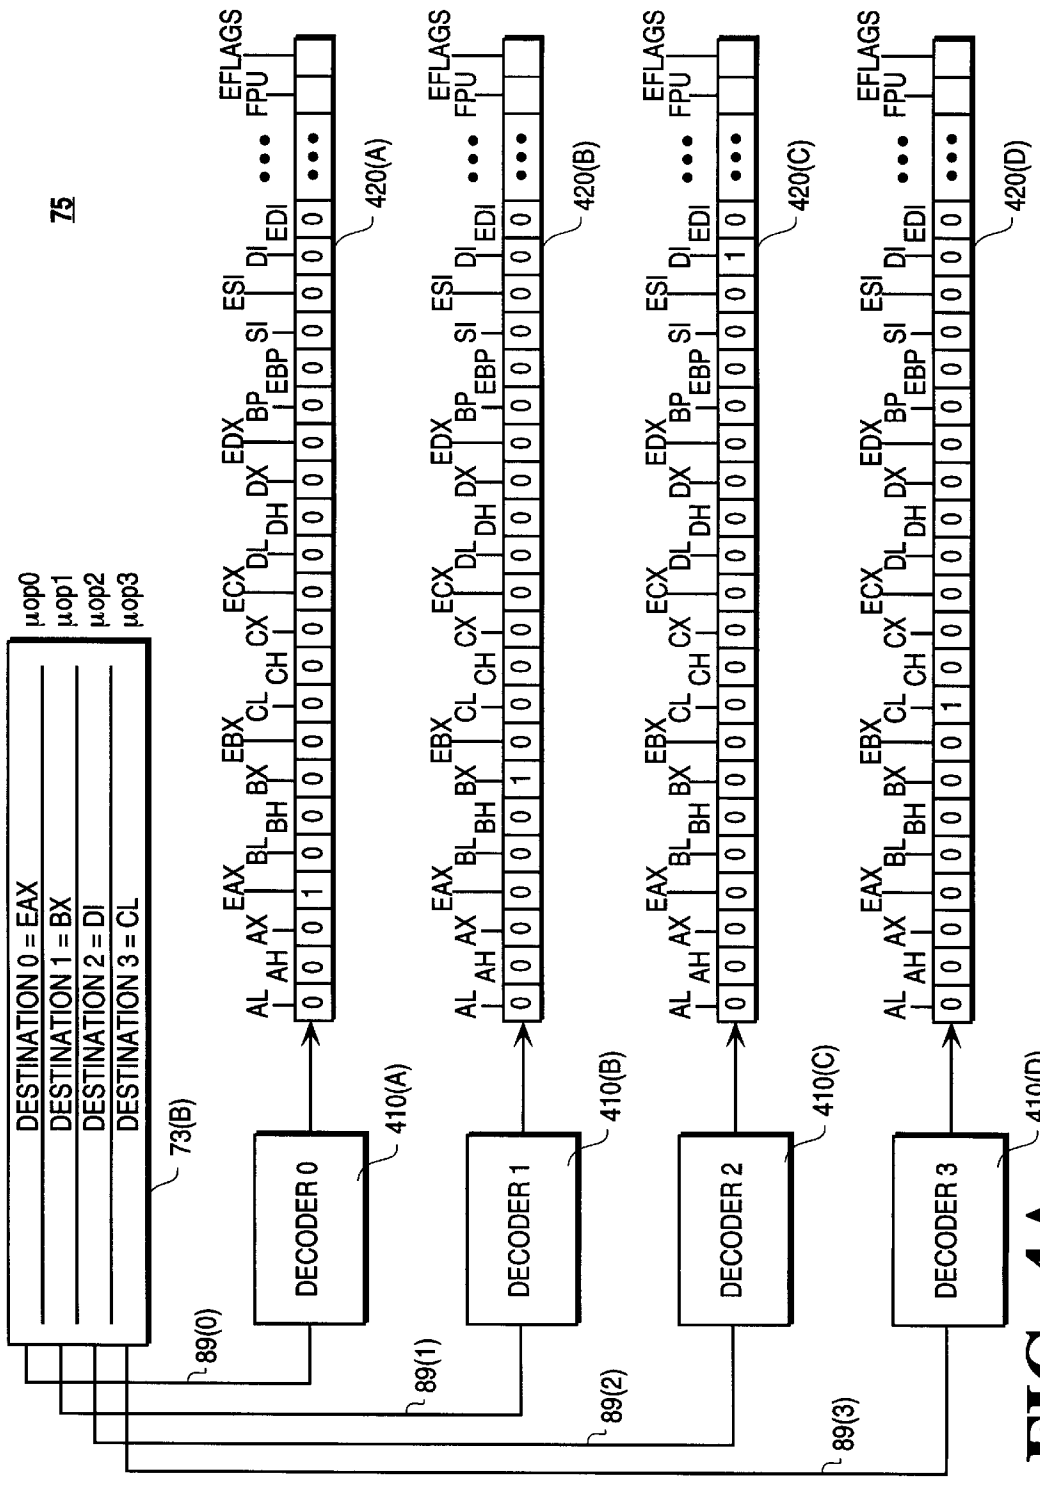 DESTINATION 0 = EAX µop0
DESTINATION 1 = BX µop1
DESTINATION 2 = DI µop2
DESTINATION 3 = CL µop3
73(B)
75
89(0)
DECODER 0
410(A)
AL AH AX EAX BL BH BX EBX CL CH CX ECX DL DH DX EDX BP EBP SI ESI DI EDI ••• FPU EFLAGS
0 0 0 1 0 0 0 0 0 0 0 0 0 0 0 0 0 0 0 0 0 0 •••
420(A)
89(1)
DECODER 1
410(B)
AL AH AX EAX BL BH BX EBX CL CH CX ECX DL DH DX EDX BP EBP SI ESI DI EDI ••• FPU EFLAGS
0 0 0 0 0 0 1 0 0 0 0 0 0 0 0 0 0 0 0 0 0 0 •••
420(B)
89(2)
DECODER 2
410(C)
AL AH AX EAX BL BH BX EBX CL CH CX ECX DL DH DX EDX BP EBP SI ESI DI EDI ••• FPU EFLAGS
0 0 0 0 0 0 0 0 0 0 0 0 0 0 0 0 0 0 0 0 1 0 •••
420(C)
89(3)
DECODER 3
410(D)
AL AH AX EAX BL BH BX EBX CL CH CX ECX DL DH DX EDX BP EBP SI ESI DI EDI ••• FPU EFLAGS
0 0 0 0 0 0 0 0 1 0 0 0 0 0 0 0 0 0 0 0 0 0 •••
420(D)
FIG. 4A